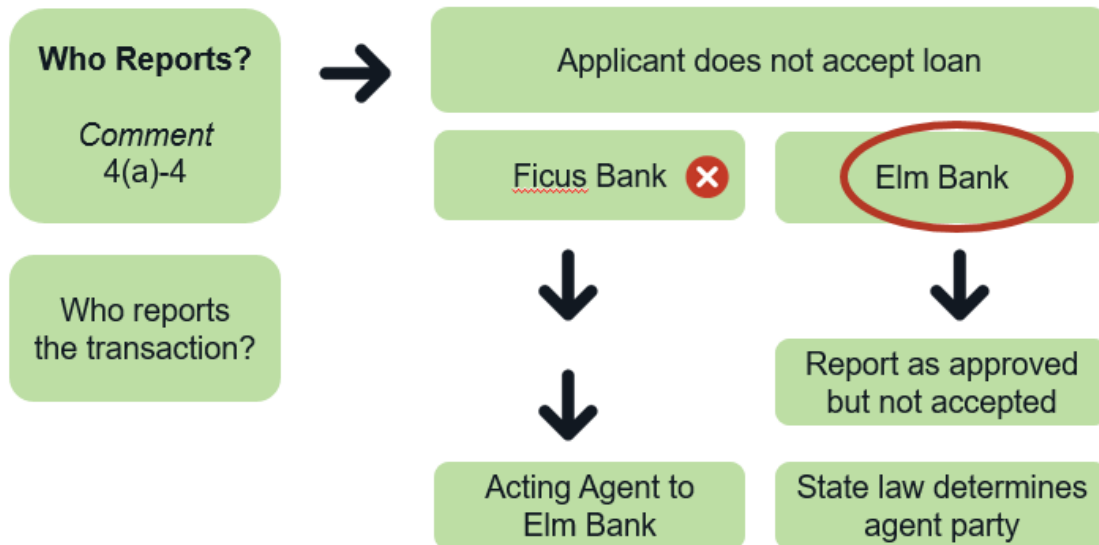 Who Reports?
Comment
4(a)-4
Who reports
the transaction?
Applicant does not accept loan
Ficus Bank
Elm Bank
Acting Agent to
Elm Bank
Report as approved
but not accepted
State law determines
agent party